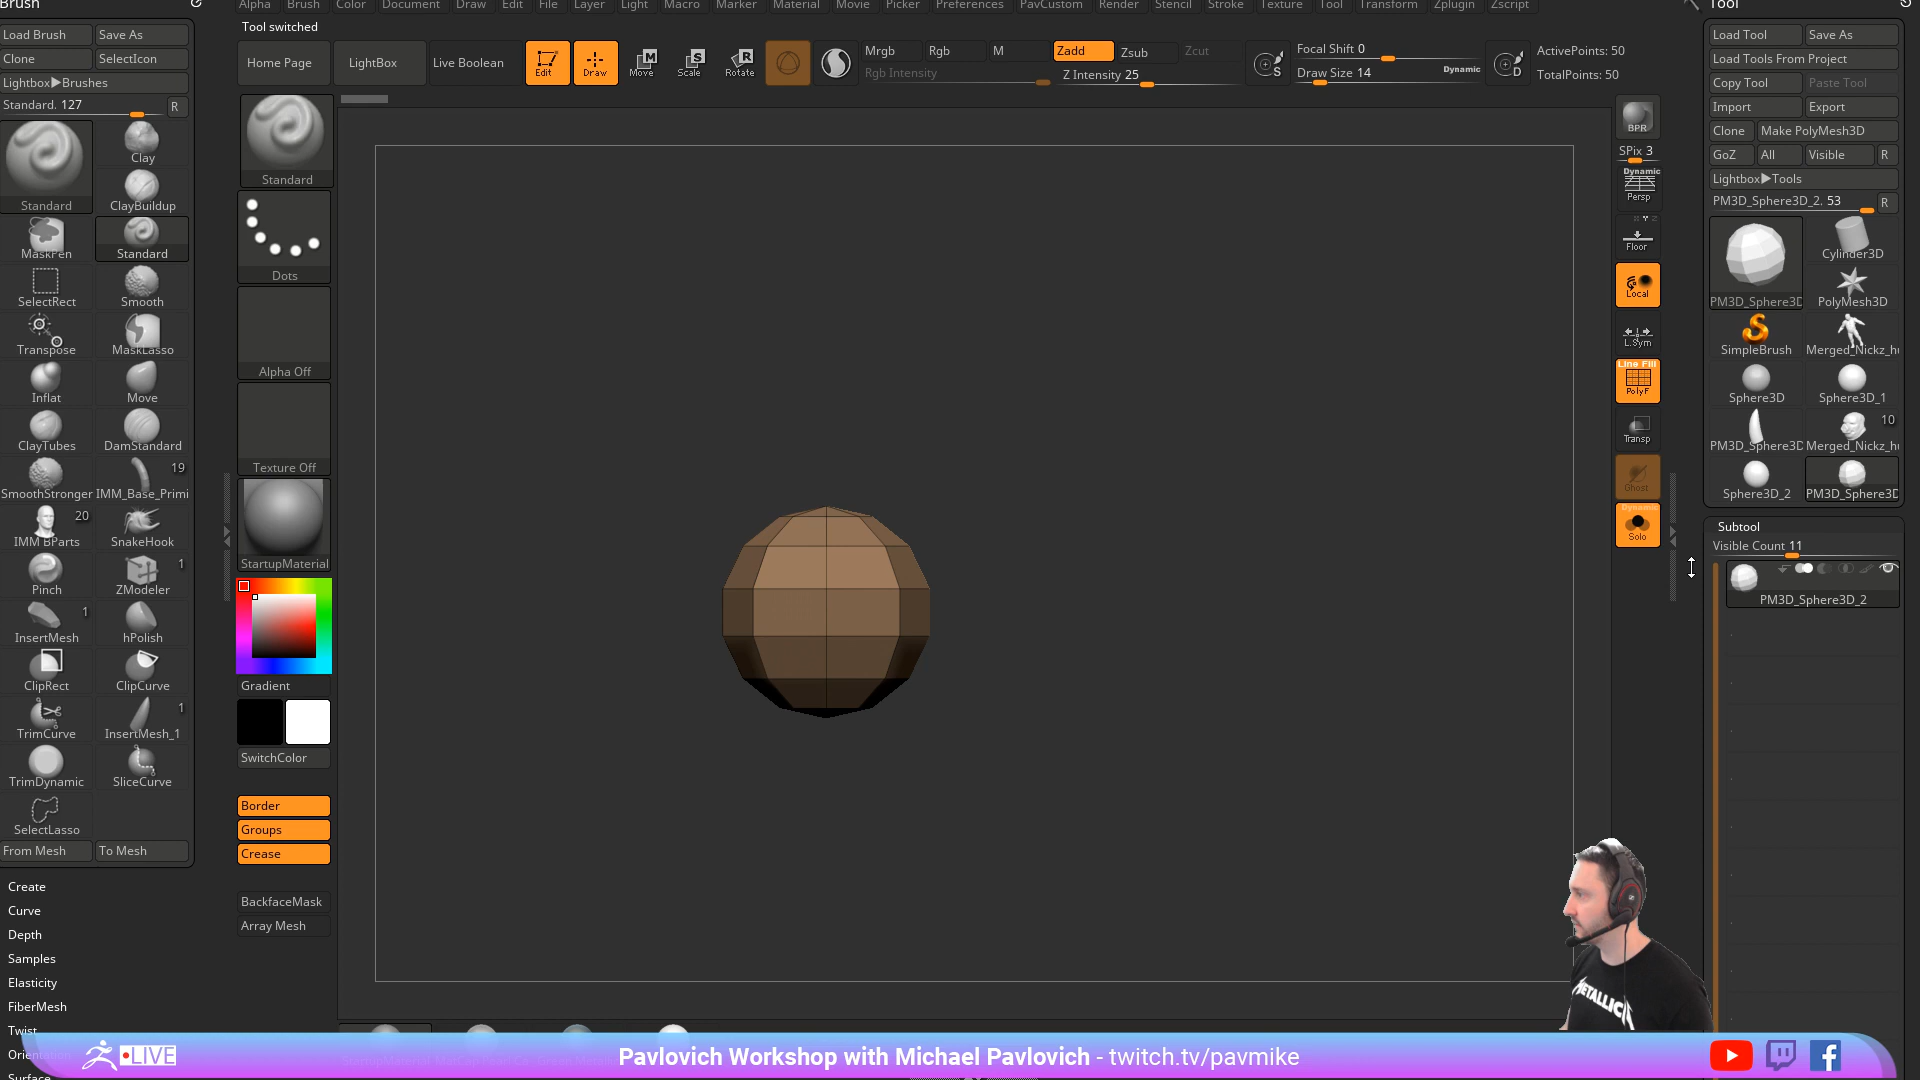 Brush
Alpha Brush Color Document Draw Edit File Layer Light Macro Marker Material Movie Picker Preferences PavCustom Render Stencil Stroke Texture Tool Transform Zplugin Zscript
Tool
Load Brush Save As
Clone SelectIcon
Lightbox▶Brushes
Standard. 127 R
Standard
Clay
ClayBuildup
MaskPen Standard
SelectRect Smooth
Transpose MaskLasso
Inflat Move
ClayTubes DamStandard
SmoothStronger 19 IMM_Base_Primi
20 IMM BParts SnakeHook
Pinch 1 ZModeler
1 InsertMesh hPolish
ClipRect ClipCurve
TrimCurve 1 InsertMesh_1
TrimDynamic SliceCurve
SelectLasso
From Mesh To Mesh
Create
Curve
Depth
Samples
Elasticity
FiberMesh
Twist
Orientation
Surface
Tool switched
Home Page LightBox Live Boolean Edit Draw Move Scale Rotate
Mrgb Rgb M Zadd Zsub Zcut
Rgb Intensity Z Intensity 25
Focal Shift 0
Draw Size 14 Dynamic
ActivePoints: 50
TotalPoints: 50
Standard
Dots
Alpha Off
Texture Off
StartupMaterial
Gradient
SwitchColor
Border
Groups
Crease
BackfaceMask
Array Mesh
BPR
SPix 3
Dynamic
Persp
Floor
Local
L.Sym
Line Fill
PolyF
Transp
Ghost
Dynamic
Solo
Load Tool Save As
Load Tools From Project
Copy Tool Paste Tool
Import Export
Clone Make PolyMesh3D
GoZ All Visible R
Lightbox▶Tools
PM3D_Sphere3D_2. 53 R
PM3D_Sphere3D Cylinder3D
PolyMesh3D
SimpleBrush Merged_Nickz_hu
Sphere3D Sphere3D_1
PM3D_Sphere3D 10 Merged_Nickz_hu
Sphere3D_2 PM3D_Sphere3D
Subtool
Visible Count 11
PM3D_Sphere3D_2
METALLICA
LIVE
Pavlovich Workshop with Michael Pavlovich - twitch.tv/pavmike